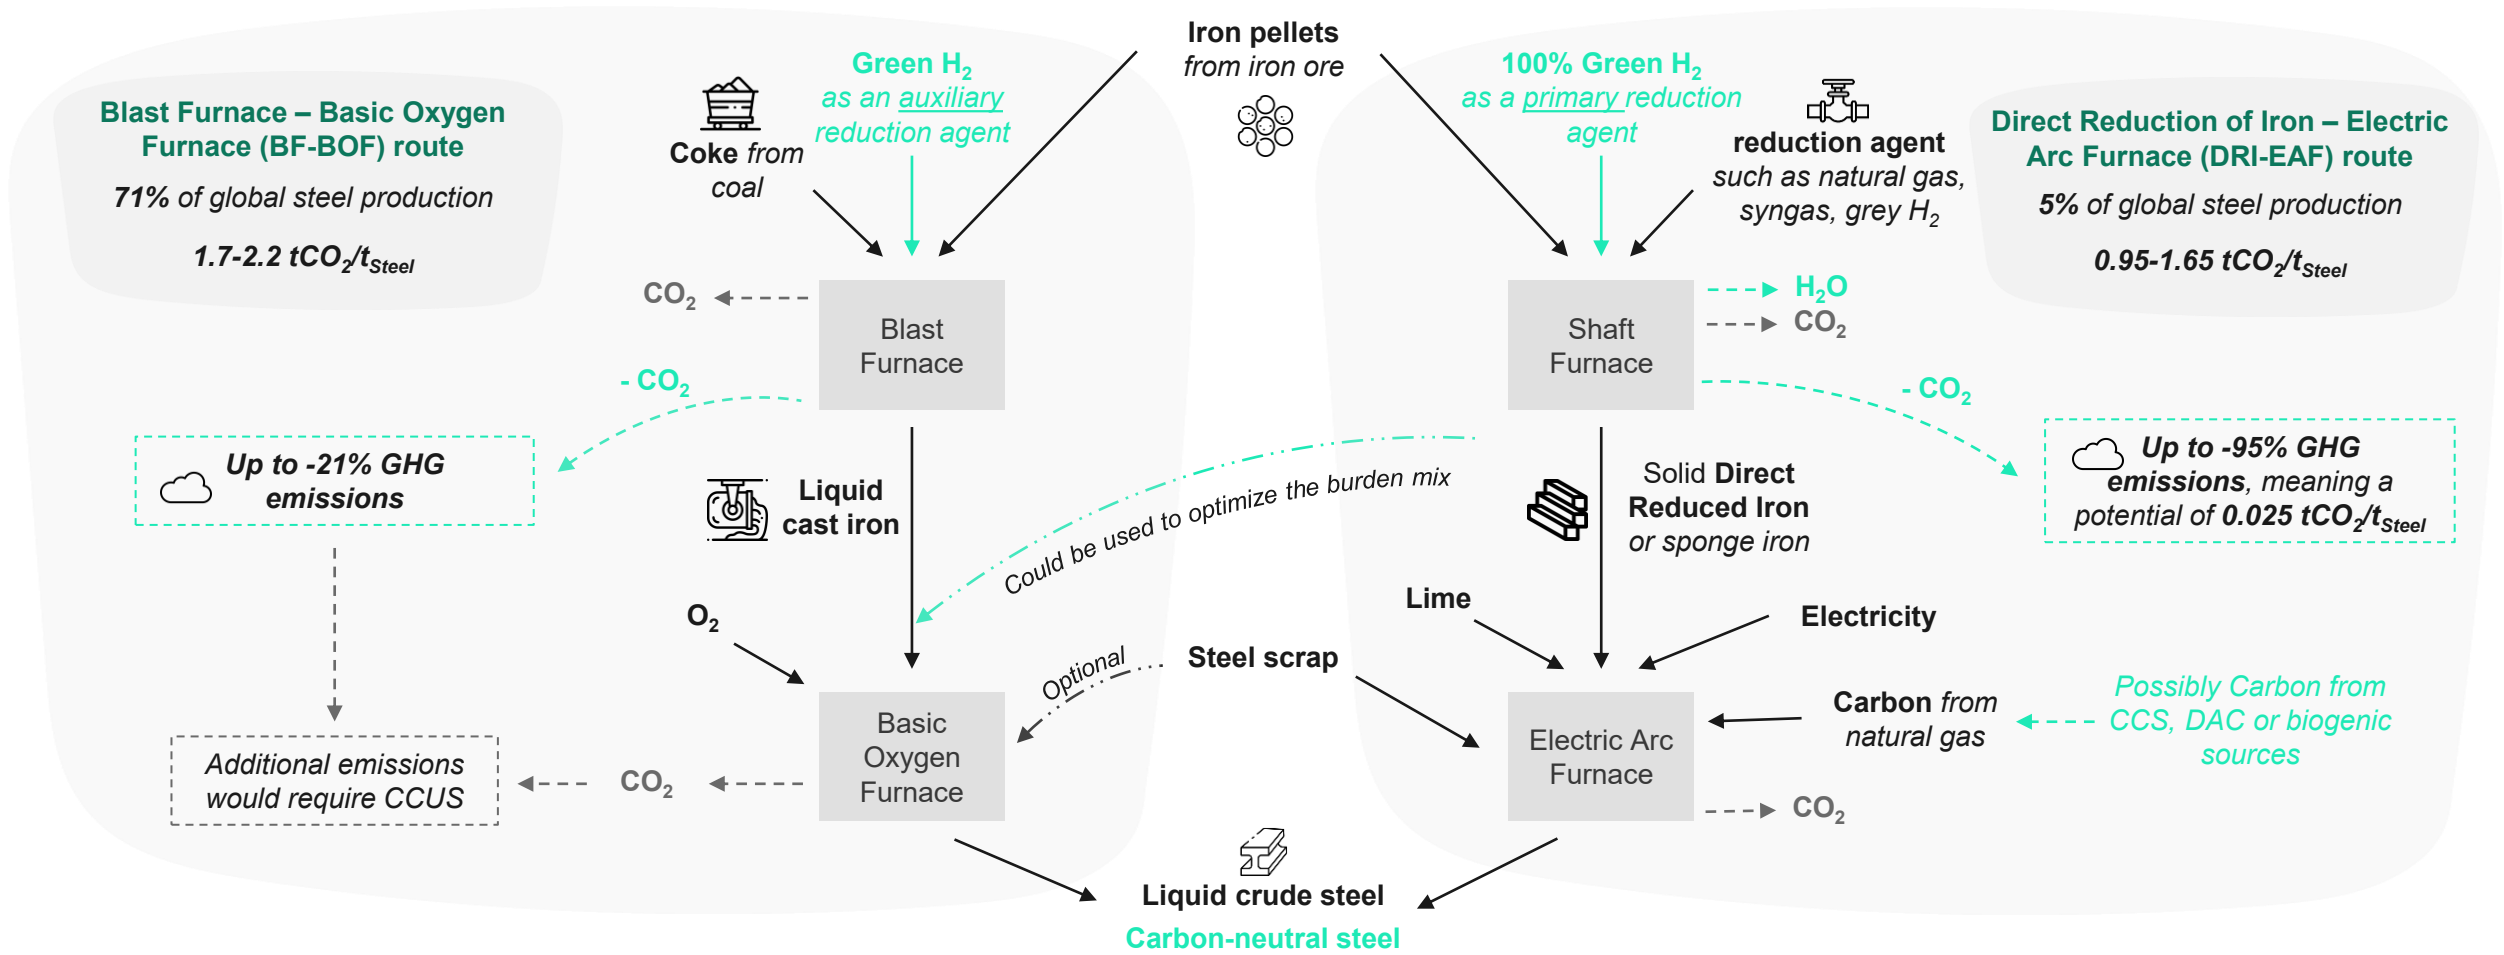 Iron pellets
from iron ore
Blast Furnace – Basic Oxygen
Furnace (BF-BOF) route
71% of global steel production
1.7-2.2 tCO₂/tSteel
Coke from
coal
Green H₂
as an auxiliary
reduction agent
100% Green H₂
as a primary reduction
agent
reduction agent
such as natural gas,
syngas, grey H₂
Direct Reduction of Iron – Electric
Arc Furnace (DRI-EAF) route
5% of global steel production
0.95-1.65 tCO₂/tSteel
CO₂
Blast
Furnace
Shaft
Furnace
H₂O
CO₂
- CO₂
- CO₂
Up to -21% GHG
emissions
Liquid
cast iron
Could be used to optimize the burden mix
Solid Direct
Reduced Iron
or sponge iron
Up to -95% GHG
emissions, meaning a
potential of 0.025 tCO₂/tSteel
O₂
Optional
Steel scrap
Lime
Electricity
Basic
Oxygen
Furnace
Electric Arc
Furnace
Carbon from
natural gas
Possibly Carbon from
CCS, DAC or biogenic
sources
Additional emissions
would require CCUS
CO₂
CO₂
Liquid crude steel
Carbon-neutral steel